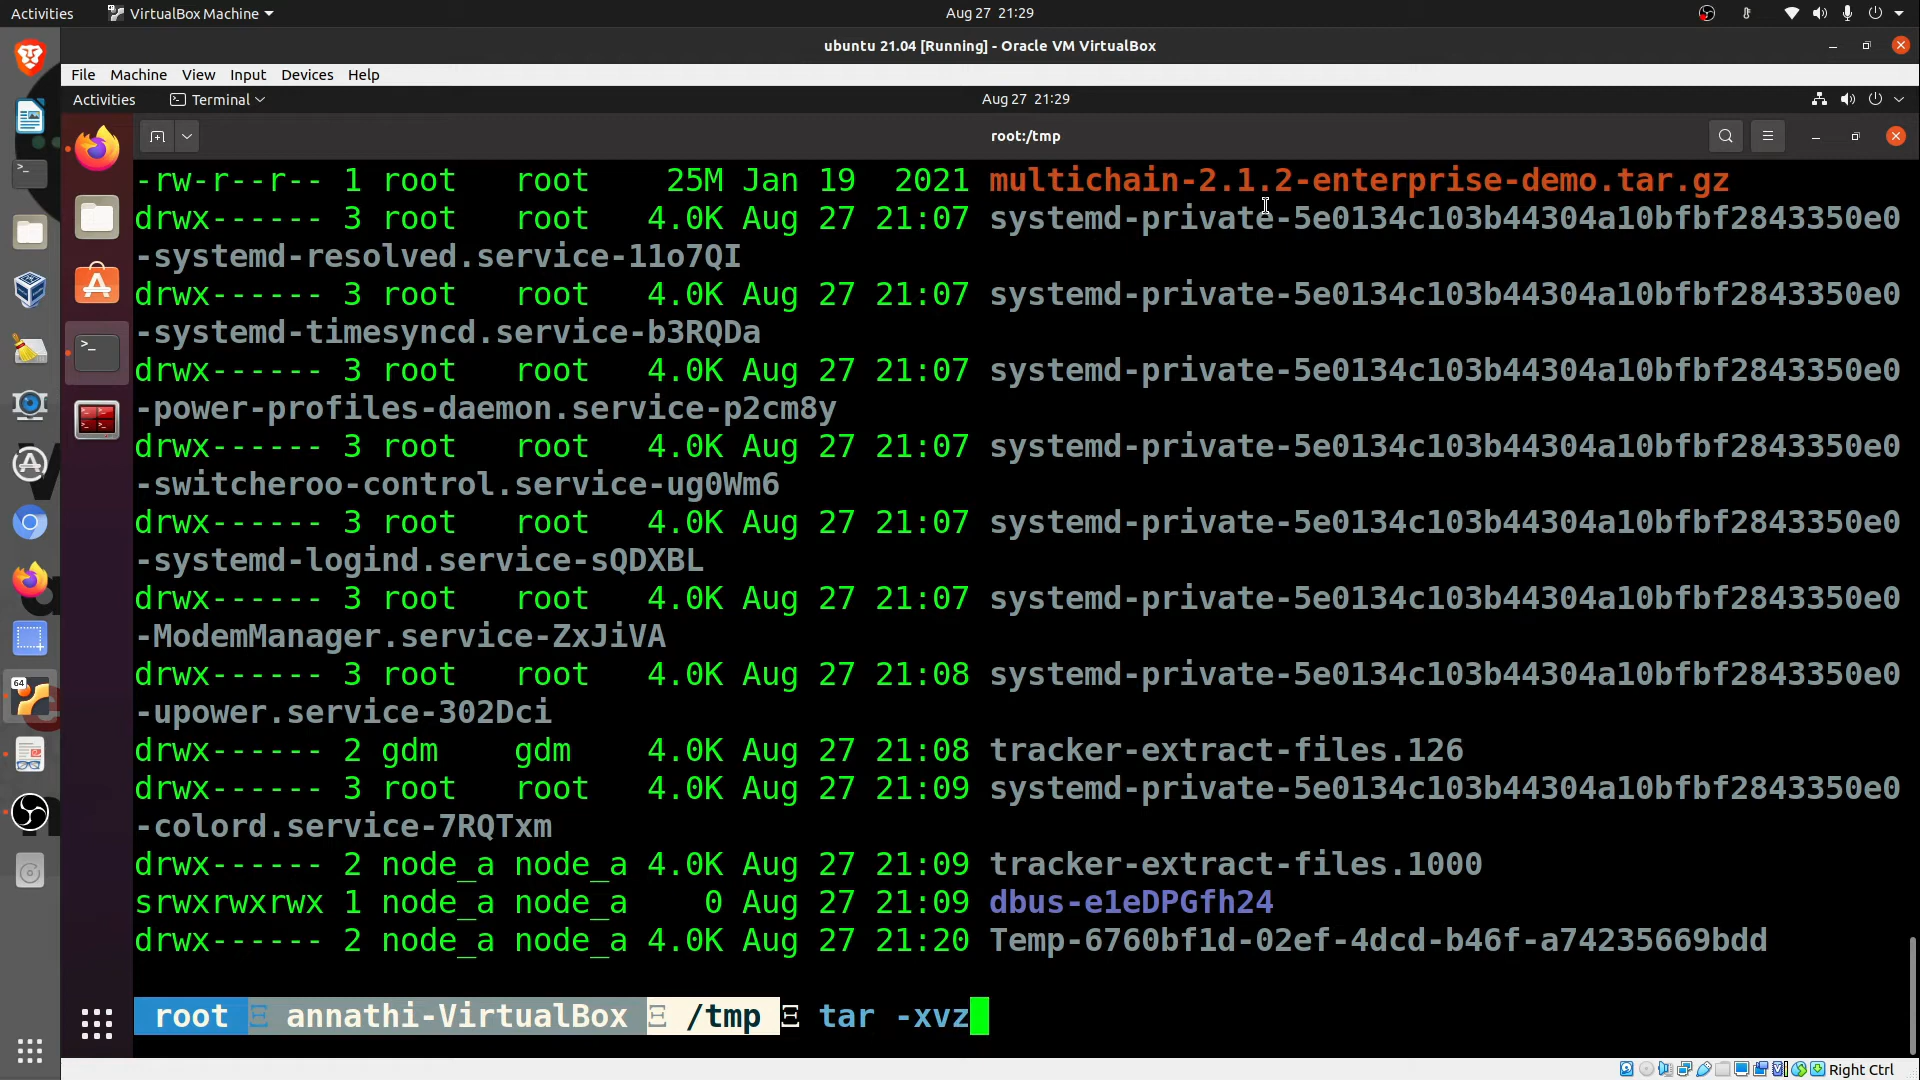 Activities VirtualBox Machine Aug 27 21:29
ubuntu 21.04 [Running] - Oracle VM VirtualBox
File Machine View Input Devices Help
Activities Terminal Aug 27 21:29
root:/tmp
-rw-r--r-- 1 root root 25M Jan 19 2021 multichain-2.1.2-enterprise-demo.tar.gz
drwx------ 3 root root 4.0K Aug 27 21:07 systemd-private-5e0134c103b44304a10bfbf2843350e0
-systemd-resolved.service-11o7QI
drwx------ 3 root root 4.0K Aug 27 21:07 systemd-private-5e0134c103b44304a10bfbf2843350e0
-systemd-timesyncd.service-b3RQDa
drwx------ 3 root root 4.0K Aug 27 21:07 systemd-private-5e0134c103b44304a10bfbf2843350e0
-power-profiles-daemon.service-p2cm8y
drwx------ 3 root root 4.0K Aug 27 21:07 systemd-private-5e0134c103b44304a10bfbf2843350e0
-switcheroo-control.service-ug0Wm6
drwx------ 3 root root 4.0K Aug 27 21:07 systemd-private-5e0134c103b44304a10bfbf2843350e0
-systemd-logind.service-sQDXBL
drwx------ 3 root root 4.0K Aug 27 21:07 systemd-private-5e0134c103b44304a10bfbf2843350e0
-ModemManager.service-ZxJiVA
drwx------ 3 root root 4.0K Aug 27 21:08 systemd-private-5e0134c103b44304a10bfbf2843350e0
-upower.service-302Dci
drwx------ 2 gdm gdm 4.0K Aug 27 21:08 tracker-extract-files.126
drwx------ 3 root root 4.0K Aug 27 21:09 systemd-private-5e0134c103b44304a10bfbf2843350e0
-colord.service-7RQTxm
drwx------ 2 node_a node_a 4.0K Aug 27 21:09 tracker-extract-files.1000
srwxrwxrwx 1 node_a node_a 0 Aug 27 21:09 dbus-e1eDPGfh24
drwx------ 2 node_a node_a 4.0K Aug 27 21:20 Temp-6760bf1d-02ef-4dcd-b46f-a74235669bdd
root Ξ annathi-VirtualBox Ξ /tmp Ξ tar -xvz
Right Ctrl
64